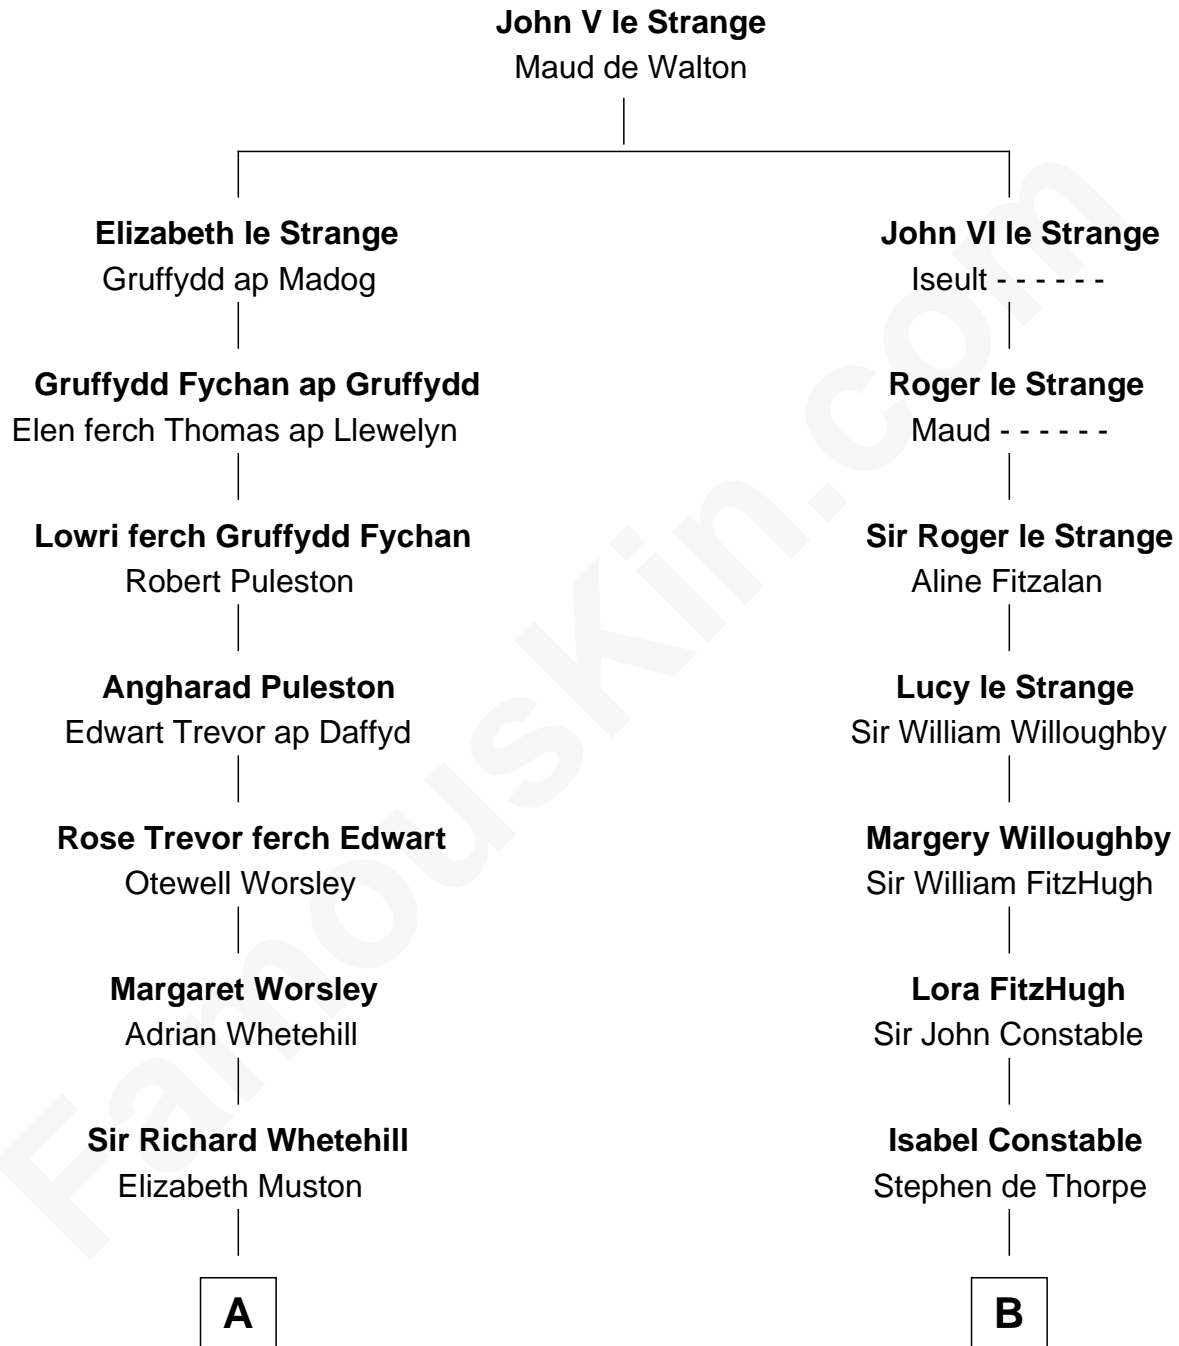 John V le Strange
Maud de Walton
Elizabeth le Strange
Gruffydd ap Madog
John VI le Strange
Iseult - - - - - -
Gruffydd Fychan ap Gruffydd
Elen ferch Thomas ap Llewelyn
Roger le Strange
Maud - - - - - -
Lowri ferch Gruffydd Fychan
Robert Puleston
Sir Roger le Strange
Aline Fitzalan
Angharad Puleston
Edwart Trevor ap Daffyd
Lucy le Strange
Sir William Willoughby
Rose Trevor ferch Edwart
Otewell Worsley
Margery Willoughby
Sir William FitzHugh
Margaret Worsley
Adrian Whetehill
Lora FitzHugh
Sir John Constable
Sir Richard Whetehill
Elizabeth Muston
Isabel Constable
Stephen de Thorpe
A
B
FamousKin.com